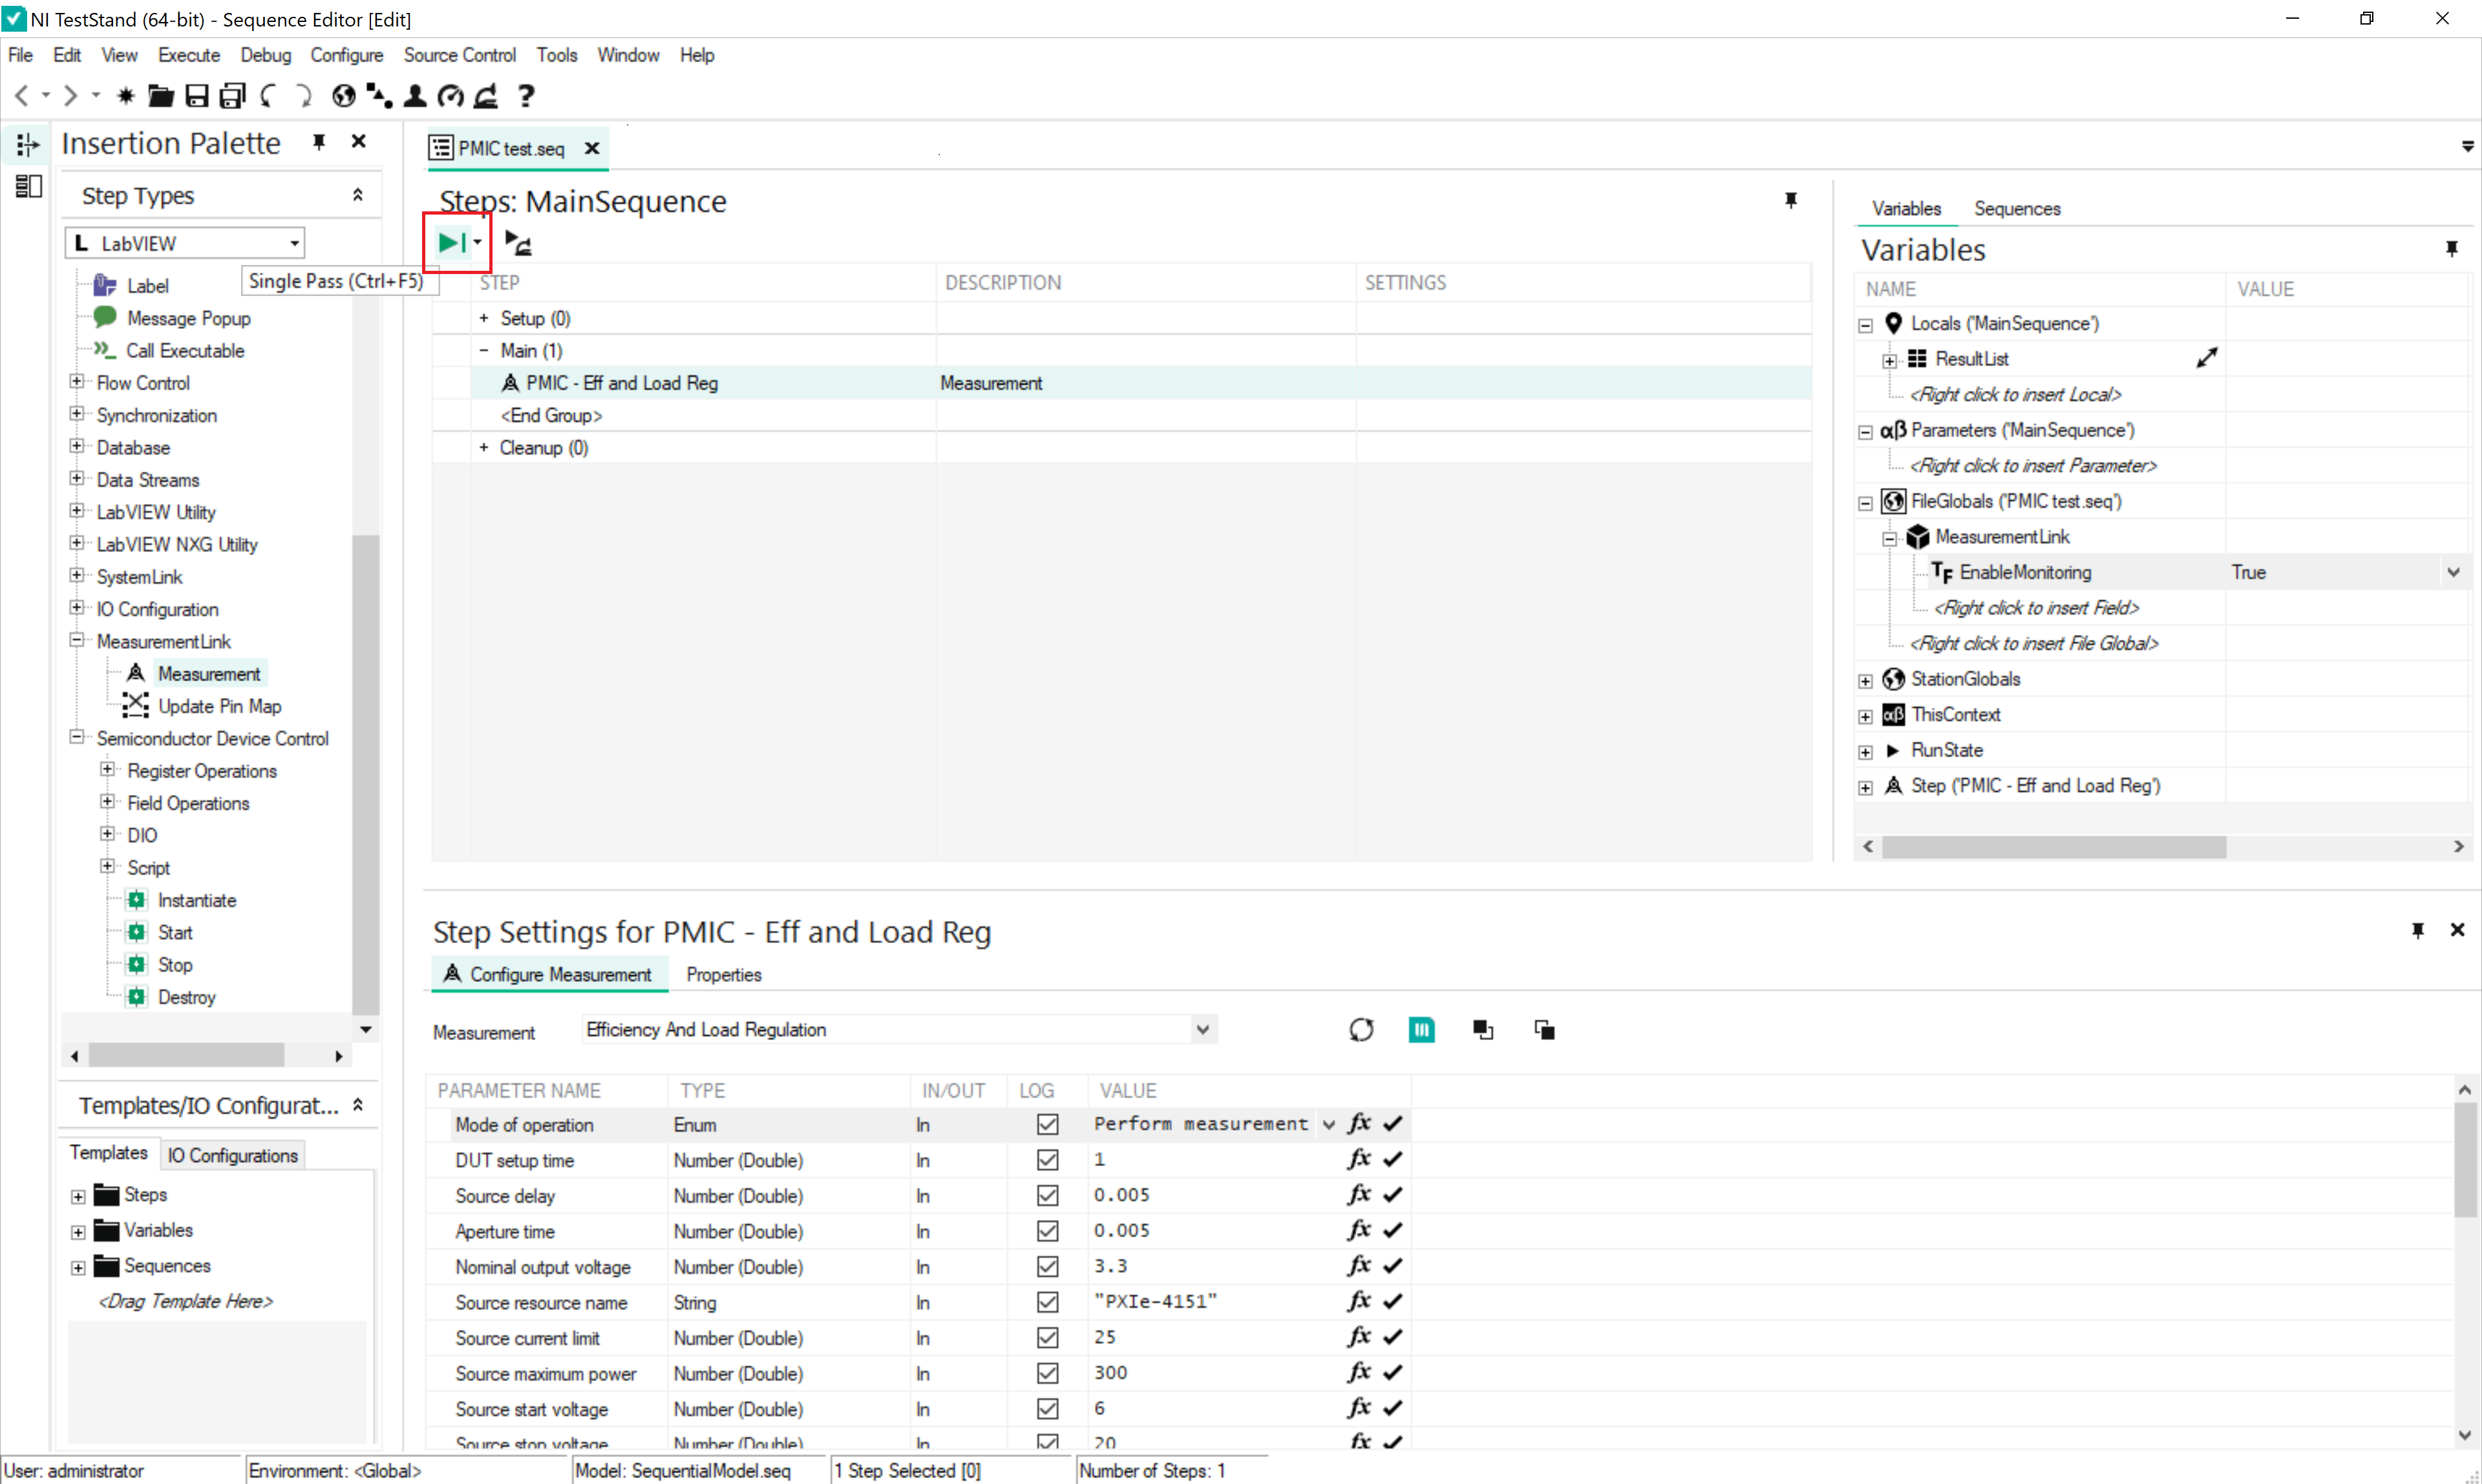 NI TestStand (64-bit) - Sequence Editor [Edit]
File Edit View Execute Debug Configure Source Control Tools Window Help
Insertion Palette
Step Types
L LabVIEW
Single Pass (Ctrl+F5)
Label
Message Popup
Call Executable
Flow Control
Synchronization
Database
Data Streams
LabVIEW Utility
LabVIEW NXG Utility
SystemLink
IO Configuration
MeasurementLink
Measurement
Update Pin Map
Semiconductor Device Control
Register Operations
Field Operations
DIO
Script
Instantiate
Start
Stop
Destroy
Templates/IO Configurat...
Templates IO Configurations
Steps
Variables
Sequences
<Drag Template Here>
PMIC test.seq
Steps: MainSequence
STEP DESCRIPTION SETTINGS
+ Setup (0)
- Main (1)
PMIC - Eff and Load Reg Measurement
<End Group>
+ Cleanup (0)
Variables Sequences
Variables
NAME VALUE
Locals ('MainSequence')
ResultList
<Right click to insert Local>
αβ Parameters ('MainSequence')
<Right click to insert Parameter>
FileGlobals ('PMIC test.seq')
MeasurementLink
TF EnableMonitoring True
<Right click to insert Field>
<Right click to insert File Global>
StationGlobals
αβ ThisContext
RunState
Step ('PMIC - Eff and Load Reg')
Step Settings for PMIC - Eff and Load Reg
Configure Measurement Properties
Measurement Efficiency And Load Regulation
PARAMETER NAME TYPE IN/OUT LOG VALUE
Mode of operation Enum In Perform measurement fx
DUT setup time Number (Double) In 1 fx
Source delay Number (Double) In 0.005 fx
Aperture time Number (Double) In 0.005 fx
Nominal output voltage Number (Double) In 3.3 fx
Source resource name String In "PXIe-4151" fx
Source current limit Number (Double) In 25 fx
Source maximum power Number (Double) In 300 fx
Source start voltage Number (Double) In 6 fx
Source stop voltage Number (Double) In 20 fx
User: administrator Environment: <Global> Model: SequentialModel.seq 1 Step Selected [0] Number of Steps: 1